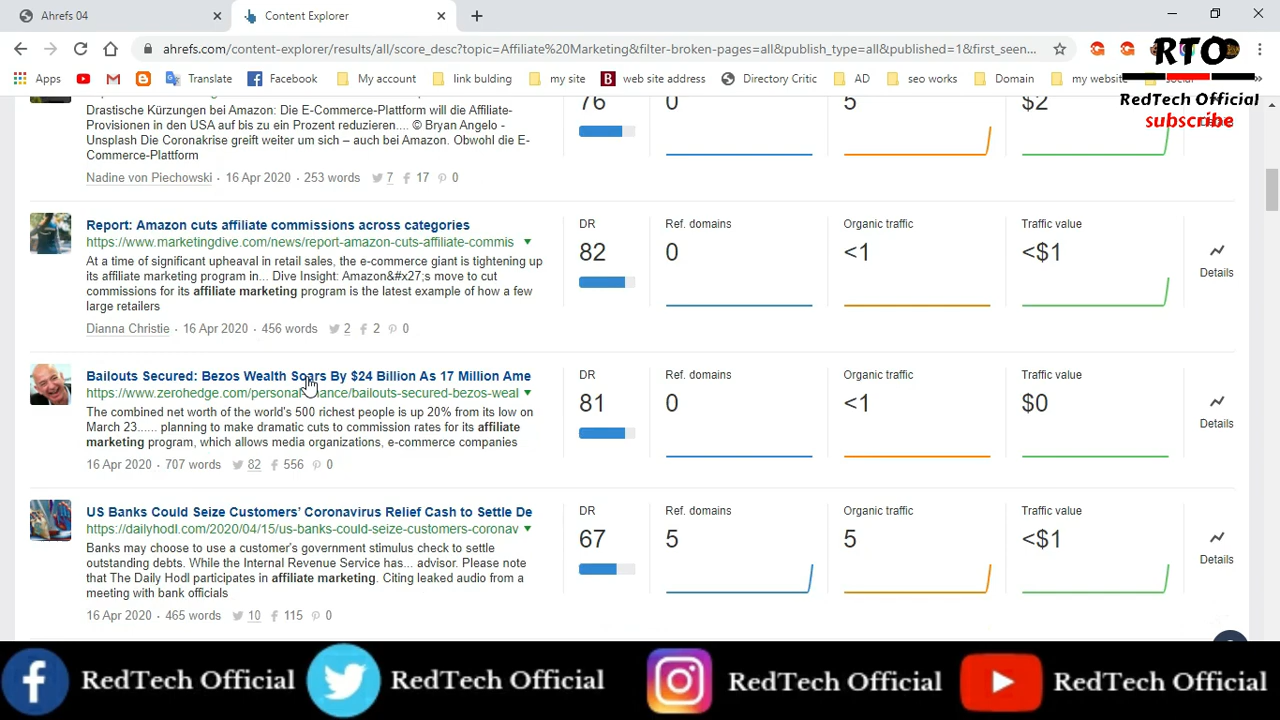 Ahrefs 04
Content Explorer
ahrefs.com/content-explorer/results/all/score_desc?topic=Affiliate%20Marketing&filter-broken-pages=all&publish_type=all&published=1&first_seen...
Apps
Gmail
Translate
Facebook
My account
link bulding
my site
web site address
Directory Critic
AD
seo works
Domain
my website
social
RTO
RedTech Official
subscribe
Drastische Kürzungen bei Amazon: Die E-Commerce-Plattform will die Affiliate-
Provisionen in den USA auf bis zu ein Prozent reduzieren.... © Bryan Angelo -
Unsplash Die Coronakrise greift weiter um sich – auch bei Amazon. Obwohl die E-
Commerce-Plattform
Nadine von Piechowski · 16 Apr 2020 · 253 words 7 17 0
76
0
5
$2
Report: Amazon cuts affiliate commissions across categories
https://www.marketingdive.com/news/report-amazon-cuts-affiliate-commis
At a time of significant upheaval in retail sales, the e-commerce giant is tightening up
its affiliate marketing program in... Dive Insight: Amazon&#x27;s move to cut
commissions for its affiliate marketing program is the latest example of how a few
large retailers
Dianna Christie · 16 Apr 2020 · 456 words 2 2 0
DR
82
Ref. domains
0
Organic traffic
<1
Traffic value
<$1
Details
Bailouts Secured: Bezos Wealth Soars By $24 Billion As 17 Million Ame
https://www.zerohedge.com/personal-finance/bailouts-secured-bezos-weal
The combined net worth of the world's 500 richest people is up 20% from its low on
March 23...... planning to make dramatic cuts to commission rates for its affiliate
marketing program, which allows media organizations, e-commerce companies
16 Apr 2020 · 707 words 82 556 0
DR
81
Ref. domains
0
Organic traffic
<1
Traffic value
$0
Details
US Banks Could Seize Customers' Coronavirus Relief Cash to Settle De
https://dailyhodl.com/2020/04/15/us-banks-could-seize-customers-coronav
Banks may choose to use a customer's government stimulus check to settle
outstanding debts. While the Internal Revenue Service has... advisor. Please note
that The Daily Hodl participates in affiliate marketing. Citing leaked audio from a
meeting with bank officials
16 Apr 2020 · 465 words 10 115 0
DR
67
Ref. domains
5
Organic traffic
5
Traffic value
<$1
Details
RedTech Official
RedTech Official
RedTech Official
RedTech Official